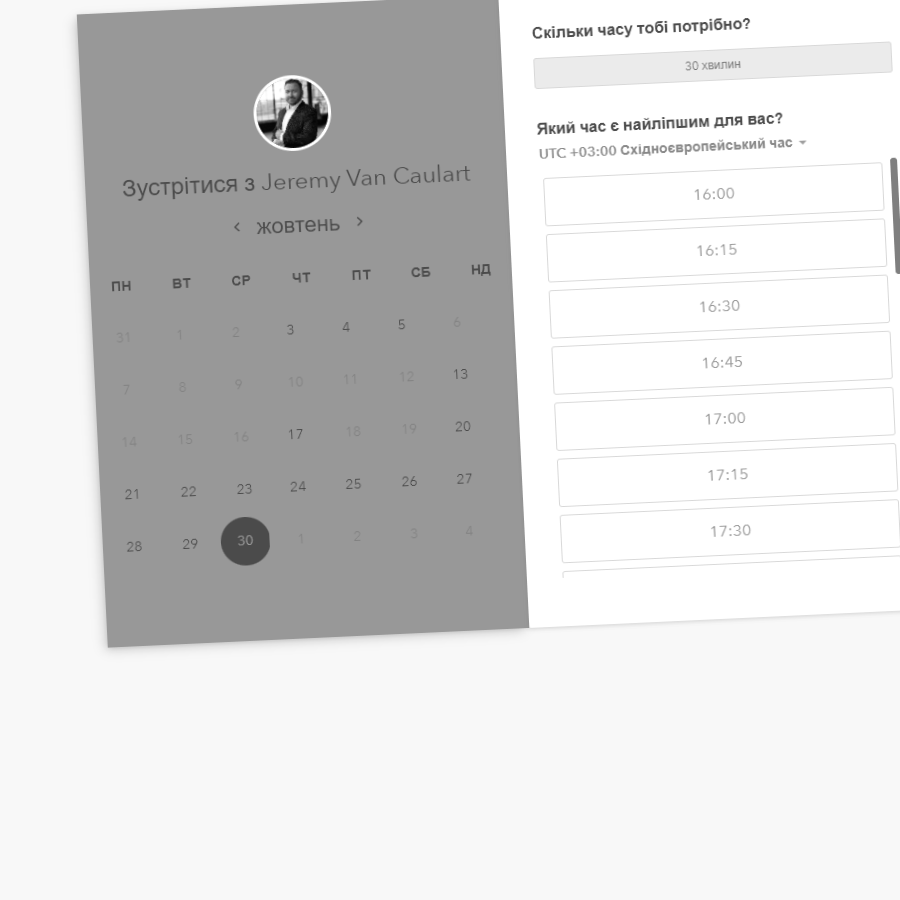 Зустрітися з Jeremy Van Caulart
жовтень
ПН ВТ СР ЧТ ПТ СБ НД
31 1 2 3 4 5 6
7 8 9 10 11 12 13
14 15 16 17 18 19 20
21 22 23 24 25 26 27
28 29 30 1 2 3 4
Скільки часу тобі потрібно?
30 хвилин
Який час є найліпшим для вас?
UTC +03:00 Східноєвропейський час
16:00
16:15
16:30
16:45
17:00
17:15
17:30